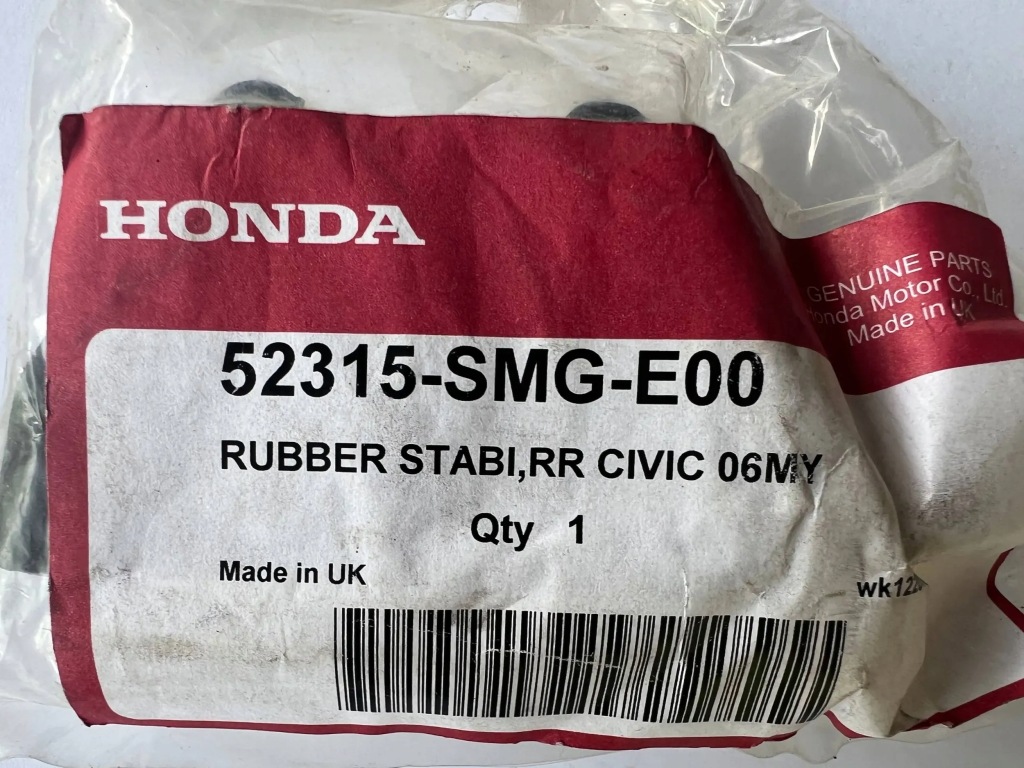 HONDA
GENUINE PARTS
Honda Motor Co., Ltd.
Made in UK
52315-SMG-E00
RUBBER STABI,RR CIVIC 06MY
Qty 1
Made in UK